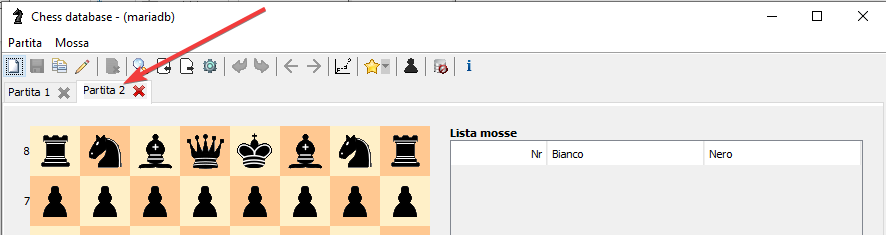 Chess database - (mariadb)
Partita Mossa
i
Partita 1 Partita 2
Lista mosse
Nr Bianco Nero
8
7